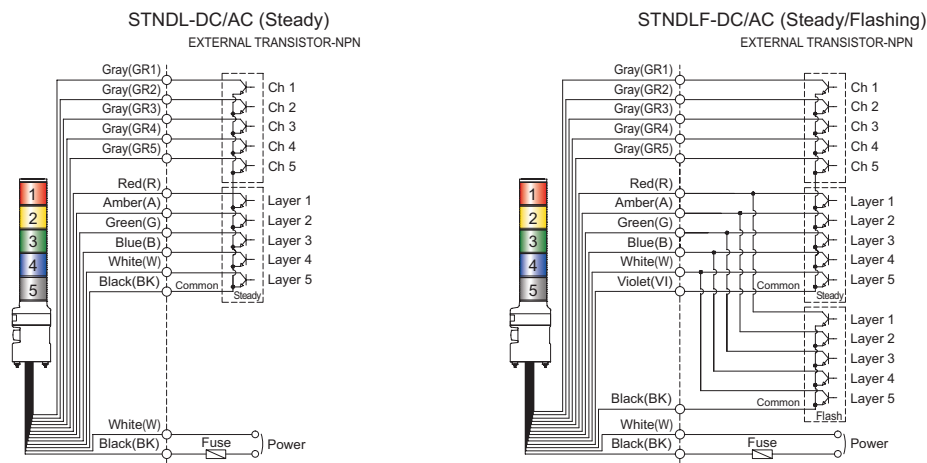 STNDL-DC/AC (Steady)
EXTERNAL TRANSISTOR-NPN
Gray(GR1)
Ch 1
Gray(GR2)
Ch 2
Gray(GR3)
Ch 3
Gray(GR4)
Ch 4
Gray(GR5)
Ch 5
Red(R)
1
Layer 1
Amber(A)
2
Layer 2
Green(G)
3
Layer 3
Blue(B)
4
Layer 4
White(W)
5
Layer 5
Black(BK)
Common
Steady
White(W)
Black(BK)
Fuse
Power
STNDLF-DC/AC (Steady/Flashing)
EXTERNAL TRANSISTOR-NPN
Gray(GR1)
Ch 1
Gray(GR2)
Ch 2
Gray(GR3)
Ch 3
Gray(GR4)
Ch 4
Gray(GR5)
Ch 5
Red(R)
1
Layer 1
Amber(A)
2
Layer 2
Green(G)
3
Layer 3
Blue(B)
4
Layer 4
White(W)
5
Layer 5
Violet(VI)
Common
Steady
Layer 1
Layer 2
Layer 3
Layer 4
Layer 5
Black(BK)
Common
Flash
White(W)
Black(BK)
Fuse
Power